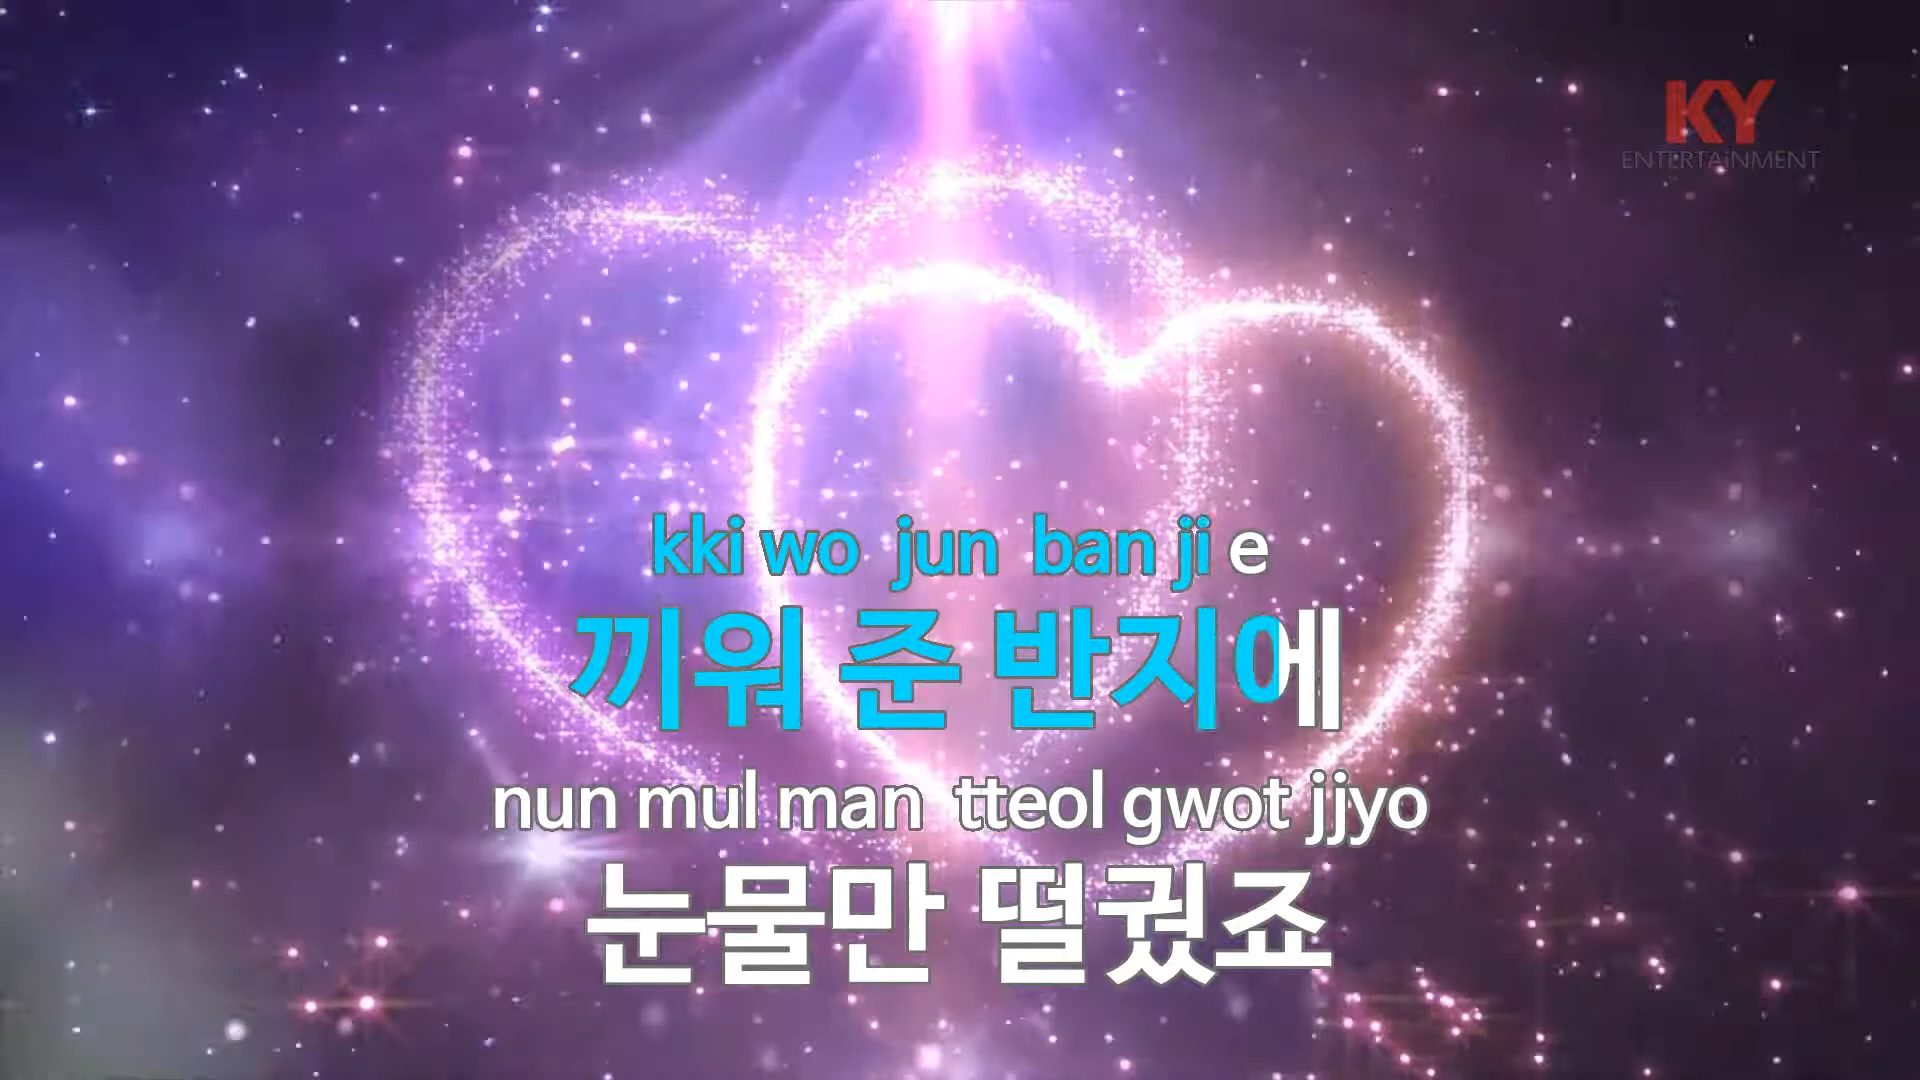 KY
ENTERTAiNMENT
kki wo jun ban ji e
끼워 준 반지에
nun mul man tteol gwot jjyo
눈물만 떨궜죠